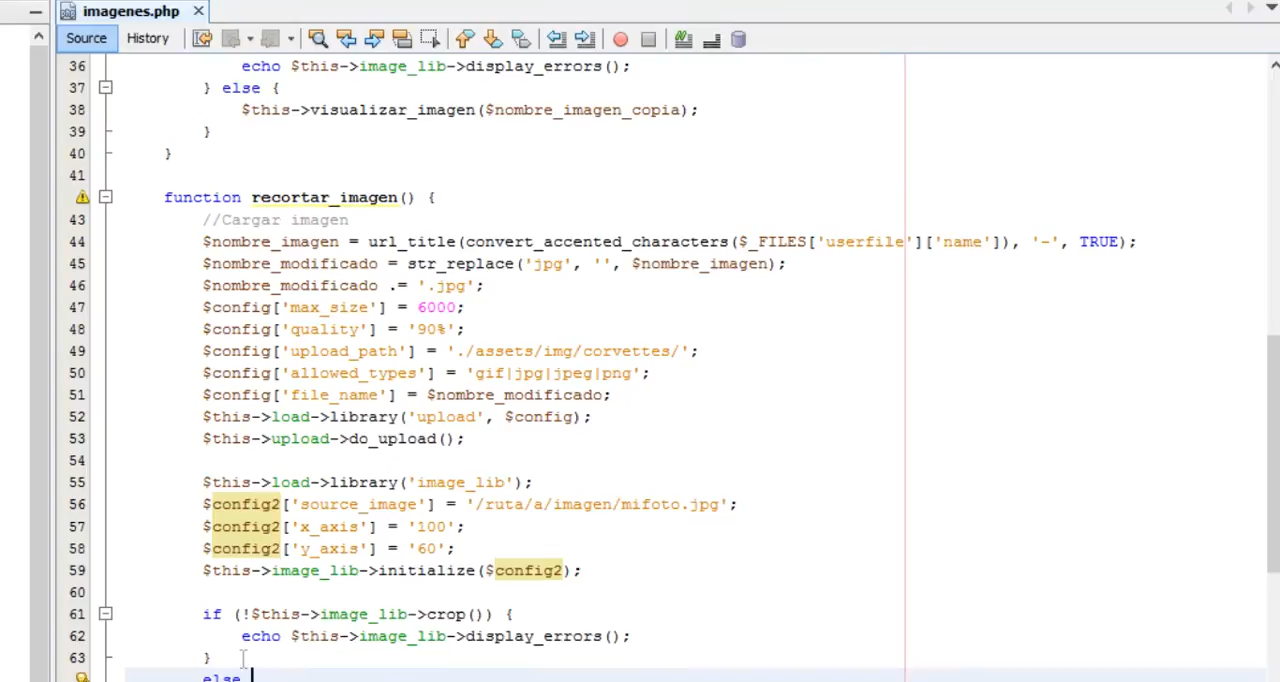 imagenes.php
Source History
36 echo $this->image_lib->display_errors();
37 } else {
38 $this->visualizar_imagen($nombre_imagen_copia);
39 }
40 }
41
function recortar_imagen() {
43 //Cargar imagen
44 $nombre_imagen = url_title(convert_accented_characters($_FILES['userfile']['name']), '-', TRUE);
45 $nombre_modificado = str_replace('jpg', '', $nombre_imagen);
46 $nombre_modificado .= '.jpg';
47 $config['max_size'] = 6000;
48 $config['quality'] = '90%';
49 $config['upload_path'] = './assets/img/corvettes/';
50 $config['allowed_types'] = 'gif|jpg|jpeg|png';
51 $config['file_name'] = $nombre_modificado;
52 $this->load->library('upload', $config);
53 $this->upload->do_upload();
54
55 $this->load->library('image_lib');
56 $config2['source_image'] = '/ruta/a/imagen/mifoto.jpg';
57 $config2['x_axis'] = '100';
58 $config2['y_axis'] = '60';
59 $this->image_lib->initialize($config2);
60
61 if (!$this->image_lib->crop()) {
62 echo $this->image_lib->display_errors();
63 }
else